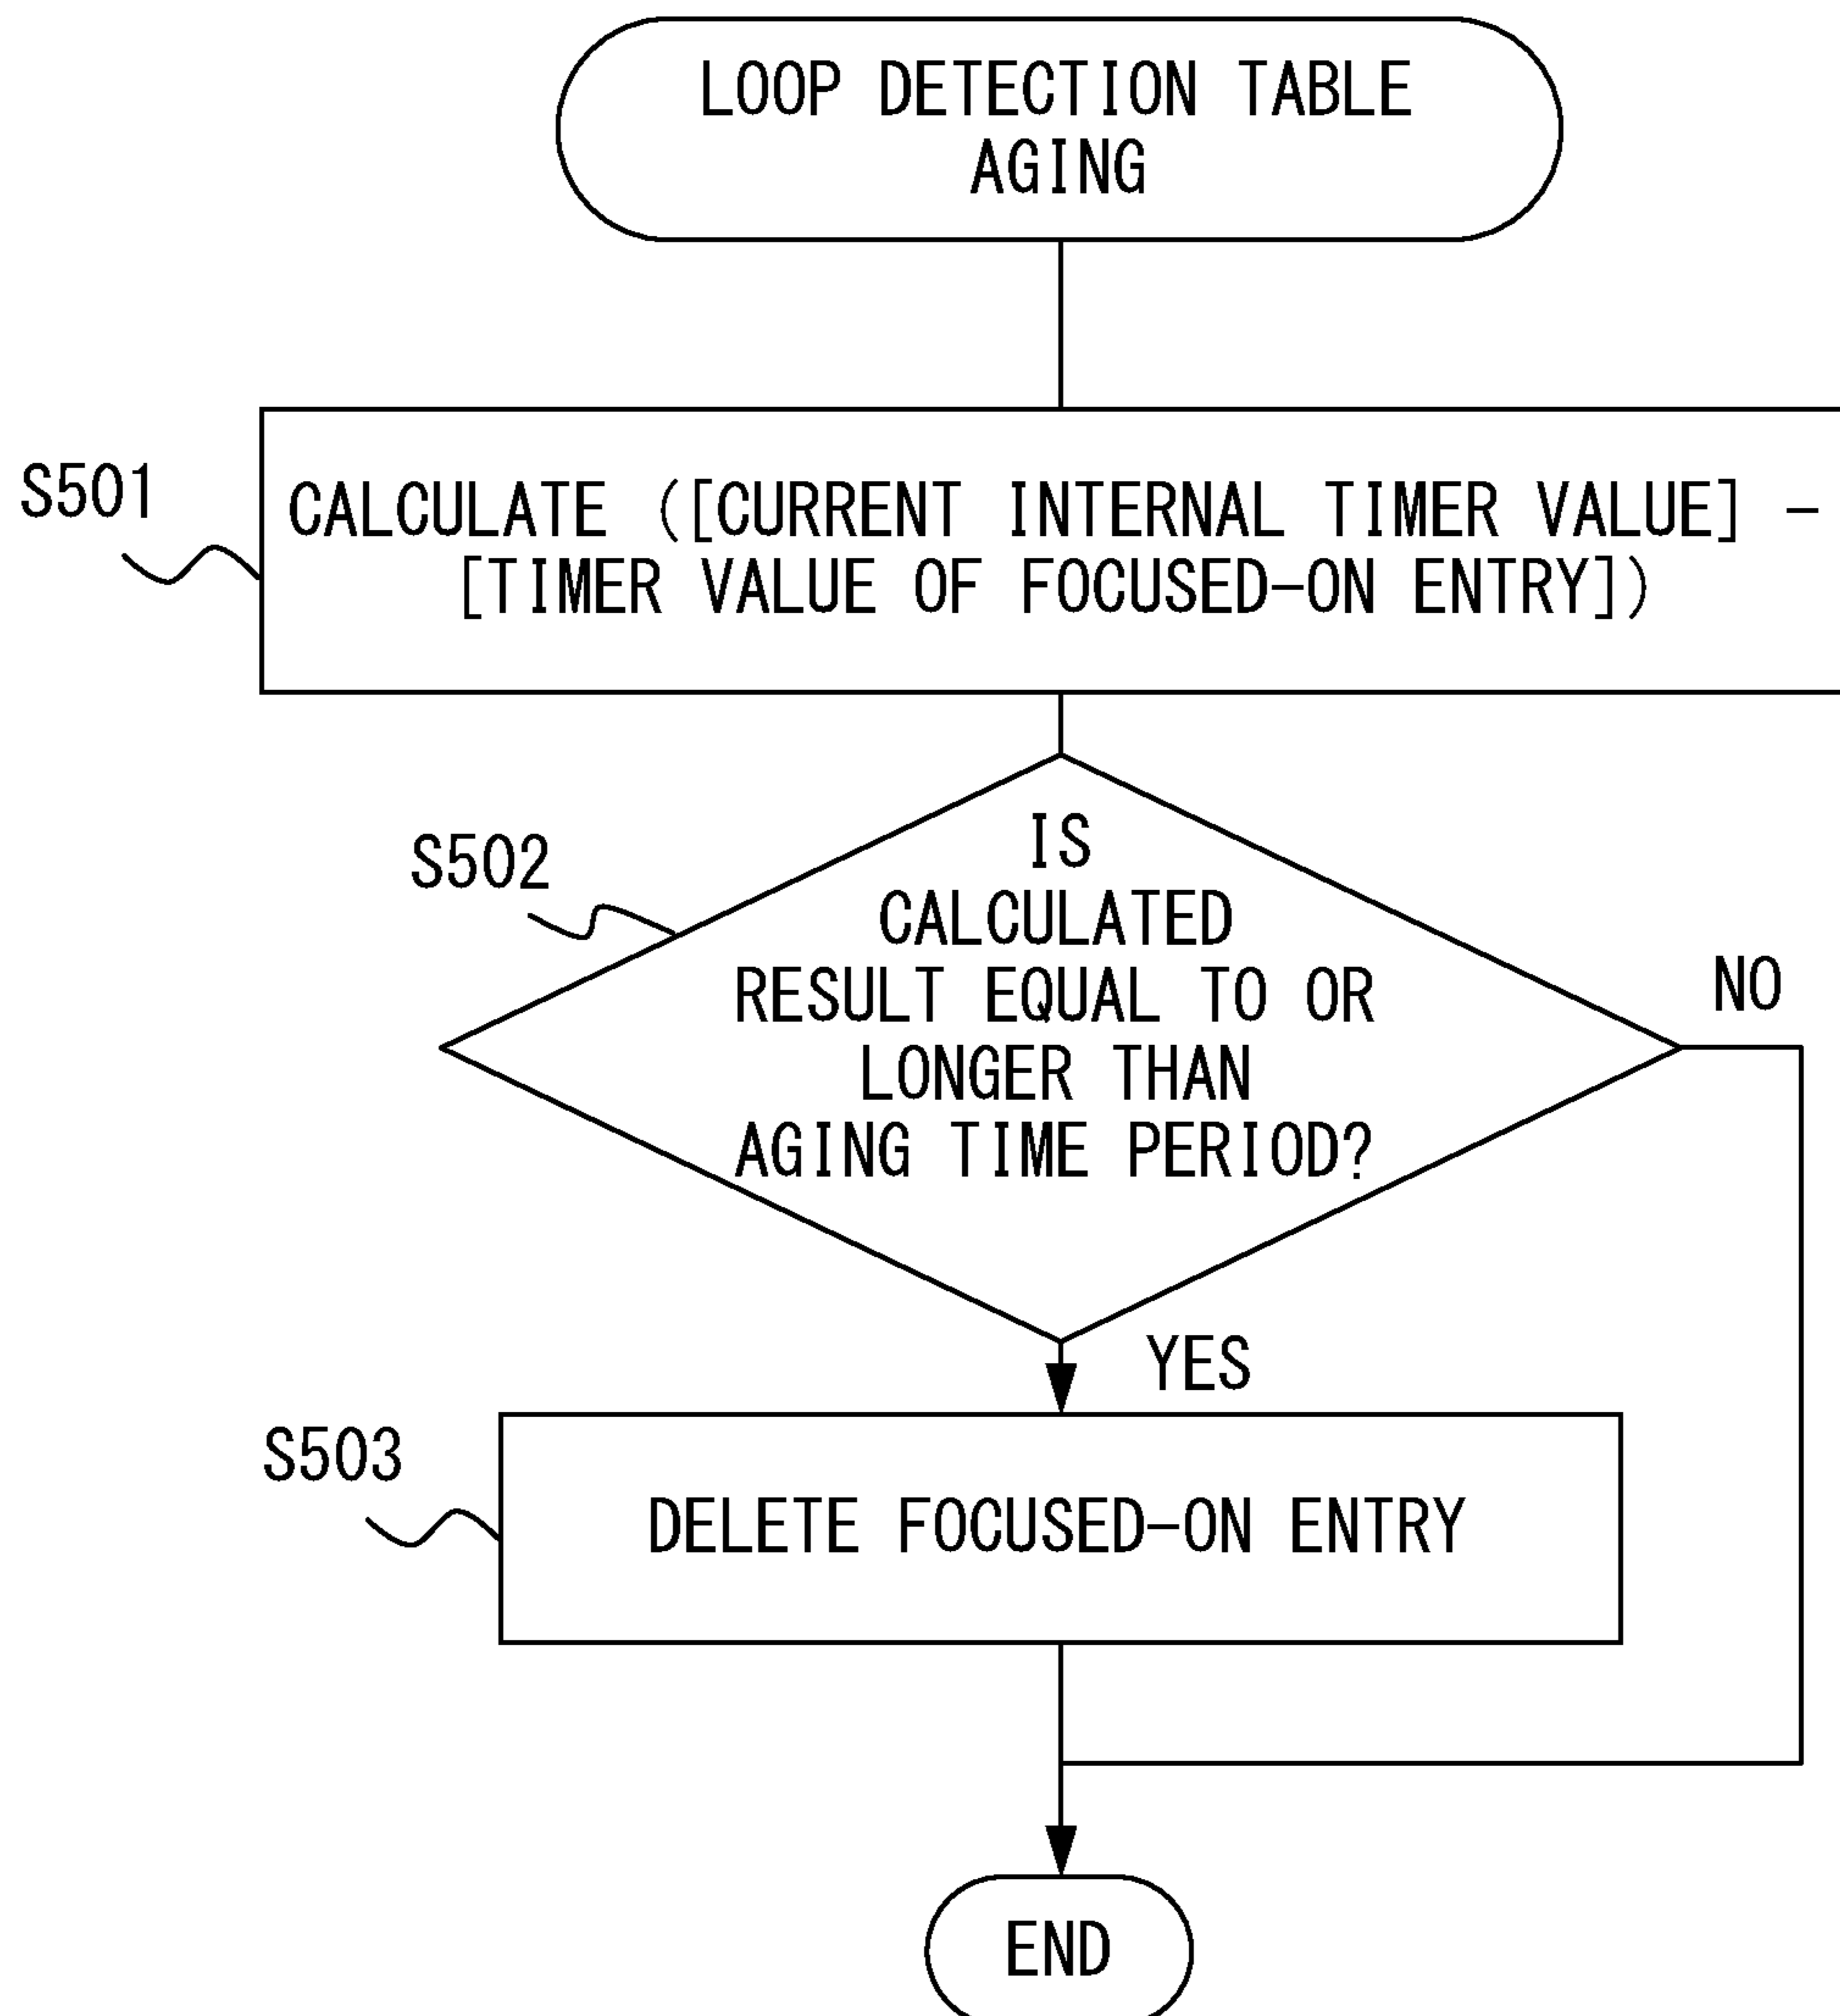 LOOP DETECTION TABLE
AGING
S501
CALCULATE ([CURRENT INTERNAL TIMER VALUE] -
[TIMER VALUE OF FOCUSED-ON ENTRY])
S502
IS
CALCULATED
RESULT EQUAL TO OR
LONGER THAN
AGING TIME PERIOD?
NO
YES
S503
DELETE FOCUSED-ON ENTRY
END